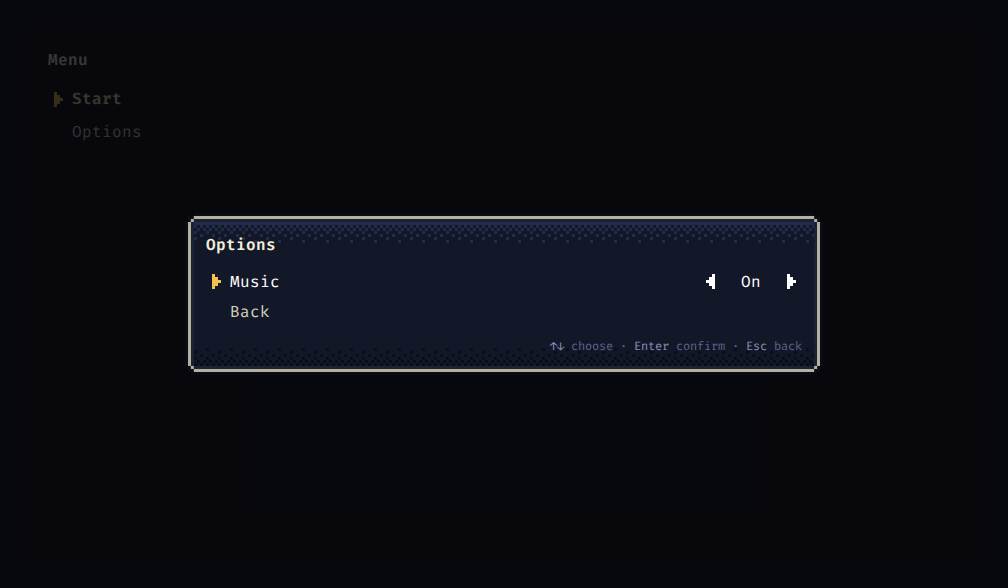 Menu
Start
Options
Options
Music On
Back
↑↓ choose · Enter confirm · Esc back